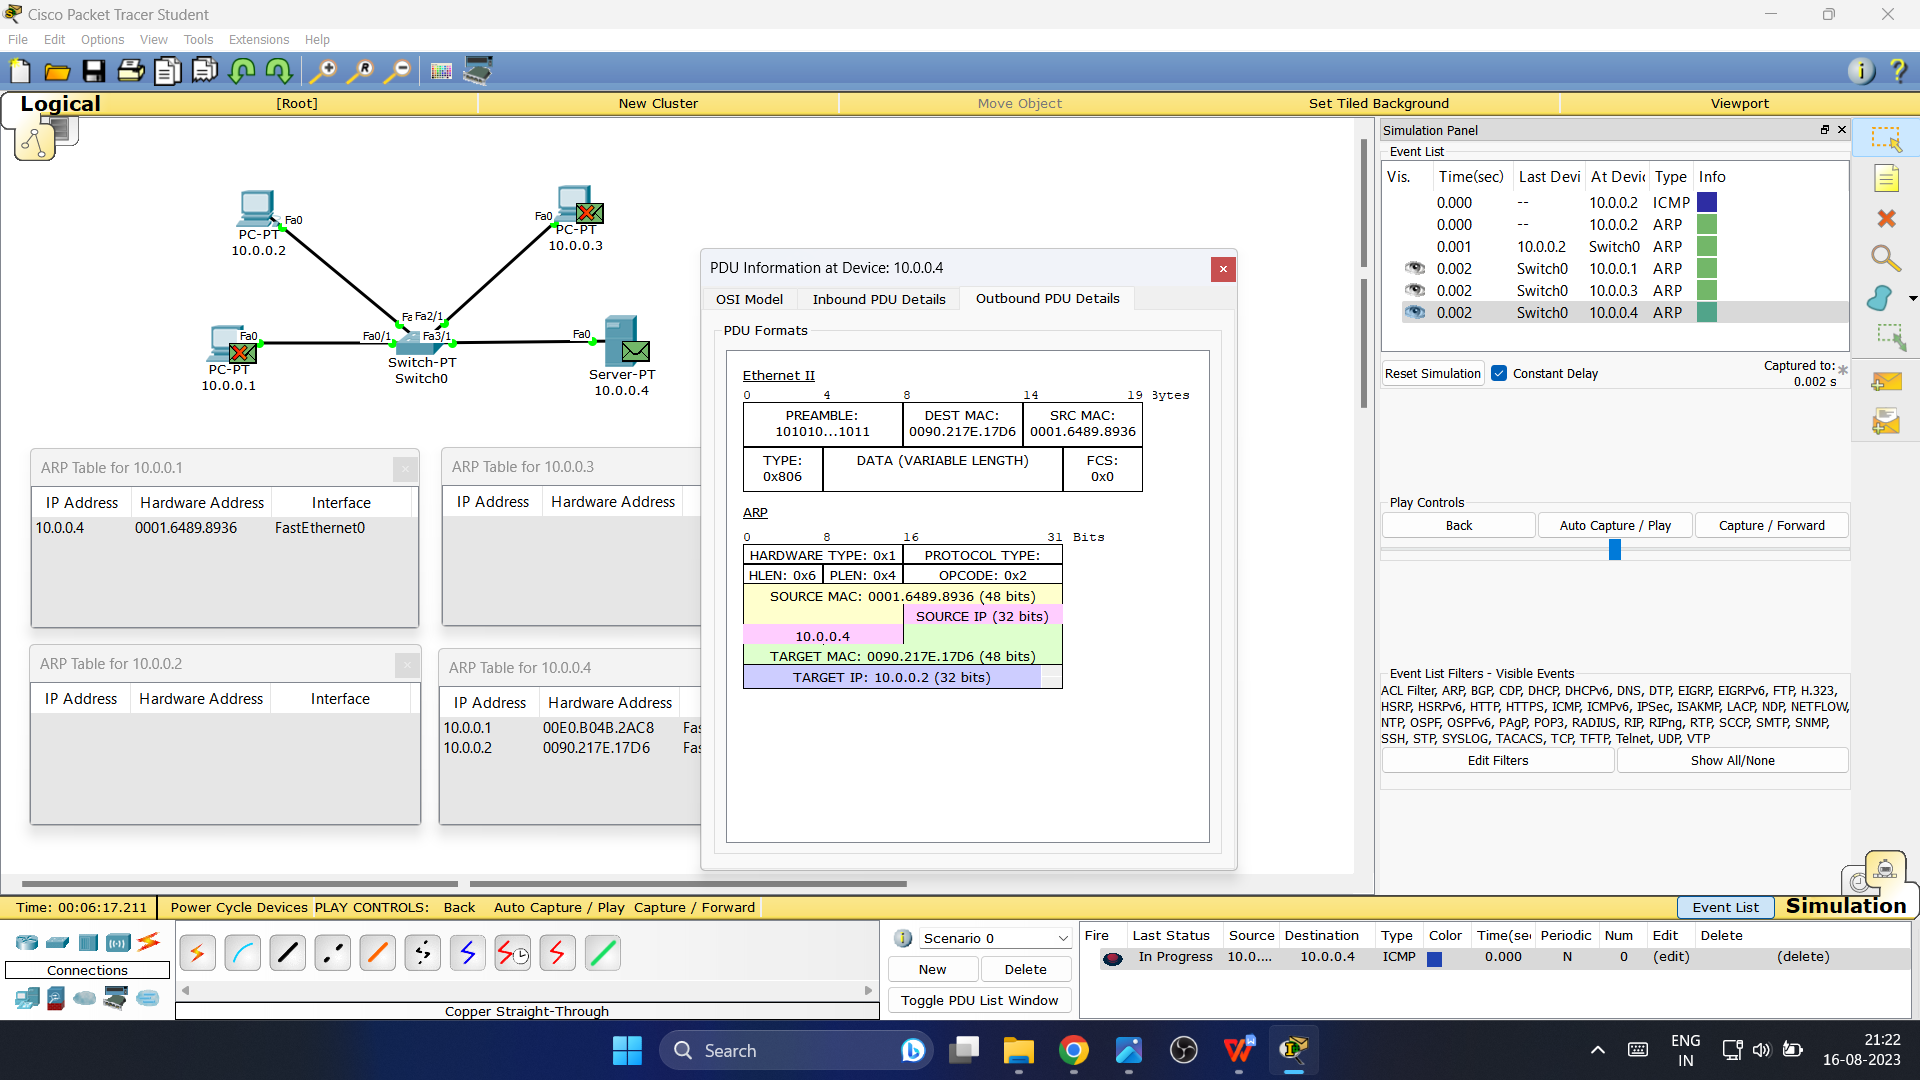 Cisco Packet Tracer Student
File Edit Options View Tools Extensions Help
Logical [Root] New Cluster Move Object Set Tiled Background Viewport
Fa0
PC-PT
10.0.0.2
Fa0
PC-PT
10.0.0.3
Fa Fa2/1
Fa0
PC-PT
10.0.0.1
Fa0/1 Fa3/1
Switch-PT
Switch0
Fa0
Server-PT
10.0.0.4
ARP Table for 10.0.0.1
IP Address Hardware Address Interface
10.0.0.4 0001.6489.8936 FastEthernet0
ARP Table for 10.0.0.3
IP Address Hardware Address
ARP Table for 10.0.0.2
IP Address Hardware Address Interface
ARP Table for 10.0.0.4
IP Address Hardware Address
10.0.0.1 00E0.B04B.2AC8 Fas
10.0.0.2 0090.217E.17D6 Fas
PDU Information at Device: 10.0.0.4
OSI Model Inbound PDU Details Outbound PDU Details
PDU Formats
Ethernet II
0 4 8 14 19 Bytes
PREAMBLE: DEST MAC: SRC MAC:
101010...1011 0090.217E.17D6 0001.6489.8936
TYPE: DATA (VARIABLE LENGTH) FCS:
0x806 0x0
ARP
0 8 16 31 Bits
HARDWARE TYPE: 0x1 PROTOCOL TYPE:
HLEN: 0x6 PLEN: 0x4 OPCODE: 0x2
SOURCE MAC: 0001.6489.8936 (48 bits)
SOURCE IP (32 bits)
10.0.0.4
TARGET MAC: 0090.217E.17D6 (48 bits)
TARGET IP: 10.0.0.2 (32 bits)
Simulation Panel
Event List
Vis. Time(sec) Last Devi At Devic Type Info
0.000 -- 10.0.0.2 ICMP
0.000 -- 10.0.0.2 ARP
0.001 10.0.0.2 Switch0 ARP
0.002 Switch0 10.0.0.1 ARP
0.002 Switch0 10.0.0.3 ARP
0.002 Switch0 10.0.0.4 ARP
Reset Simulation Constant Delay Captured to: *
0.002 s
Play Controls
Back Auto Capture / Play Capture / Forward
Event List Filters - Visible Events
ACL Filter, ARP, BGP, CDP, DHCP, DHCPv6, DNS, DTP, EIGRP, EIGRPv6, FTP, H.323,
HSRP, HSRPv6, HTTP, HTTPS, ICMP, ICMPv6, IPSec, ISAKMP, LACP, NDP, NETFLOW,
NTP, OSPF, OSPFv6, PAgP, POP3, RADIUS, RIP, RIPng, RTP, SCCP, SMTP, SNMP,
SSH, STP, SYSLOG, TACACS, TCP, TFTP, Telnet, UDP, VTP
Edit Filters Show All/None
Time: 00:06:17.211 Power Cycle Devices PLAY CONTROLS: Back Auto Capture / Play Capture / Forward Event List Simulation
Connections
Copper Straight-Through
Scenario 0
New Delete
Toggle PDU List Window
Fire Last Status Source Destination Type Color Time(sec Periodic Num Edit Delete
In Progress 10.0.... 10.0.0.4 ICMP 0.000 N 0 (edit) (delete)
Search
ENG
IN
21:22
16-08-2023